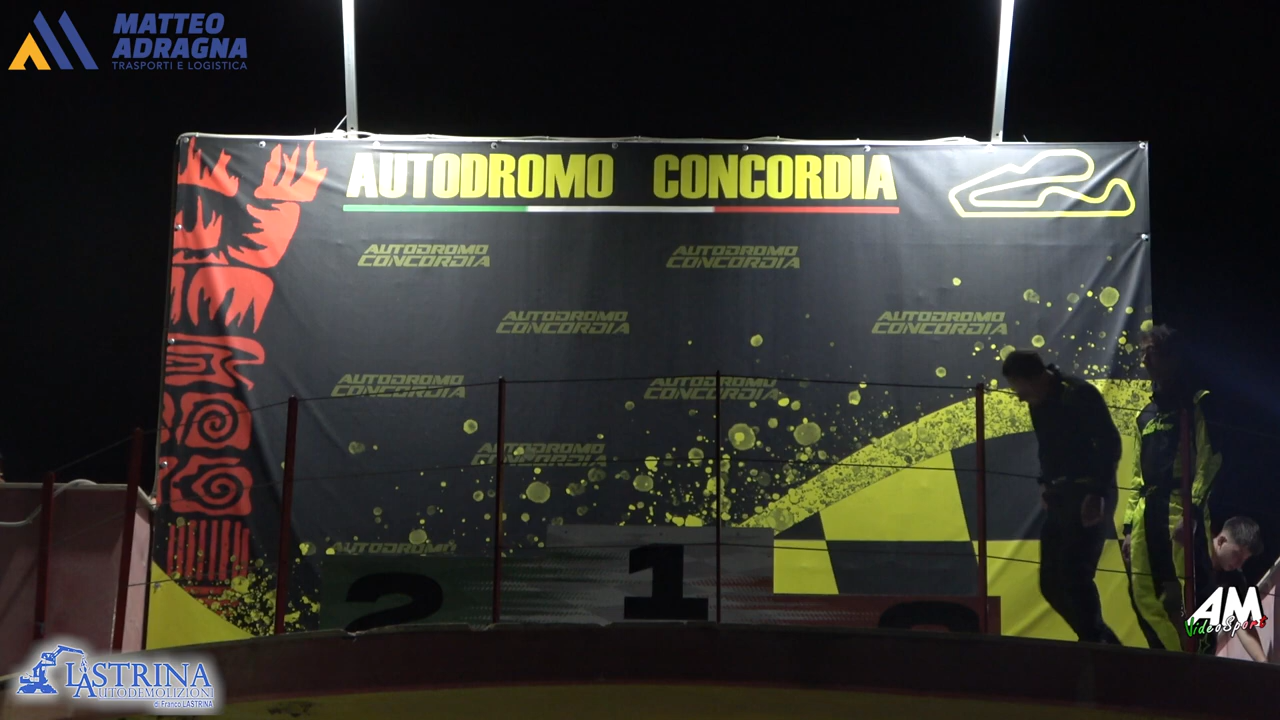 MATTEO
ADRAGNA
TRASPORTI E LOGISTICA
AUTODROMO CONCORDIA
AUTODROMO
CONCORDIA
AUTODROMO
CONCORDIA
AUTODROMO
CONCORDIA
AUTODROMO
CONCORDIA
AUTODROMO
CONCORDIA
AUTODROMO
CONCORDIA
AUTODROMO
CONCORDIA
AUTODROMO
2
1
AM
VideoSport
LASTRINA
AUTODEMOLIZIONI
di Franco LASTRINA